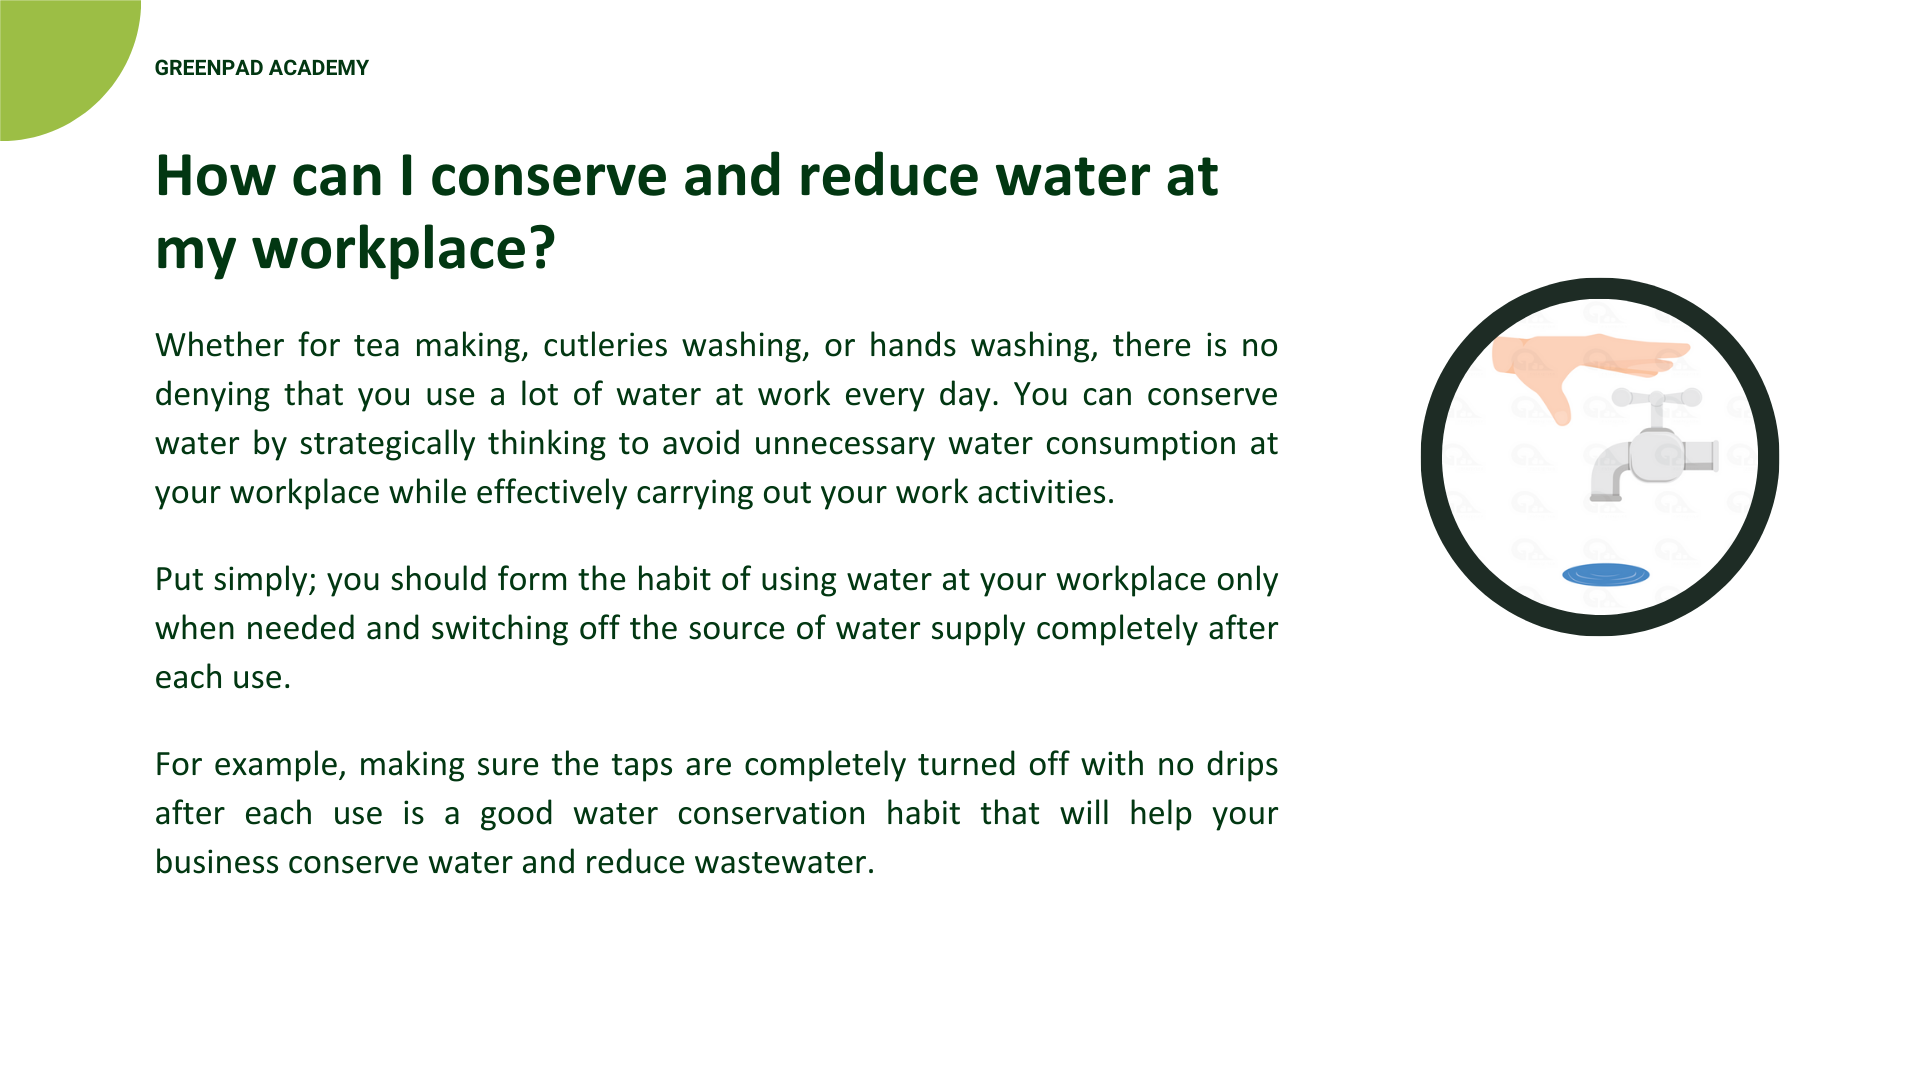 GREENPAD ACADEMY
How can I conserve and reduce water at
my workplace?
Whether for tea making, cutleries washing, or hands washing, there is no
denying that you use a lot of water at work every day. You can conserve
water by strategically thinking to avoid unnecessary water consumption at
your workplace while effectively carrying out your work activities.
Put simply; you should form the habit of using water at your workplace only
when needed and switching off the source of water supply completely after
each use.
For example, making sure the taps are completely turned off with no drips
after each use is a good water conservation habit that will help your
business conserve water and reduce wastewater.